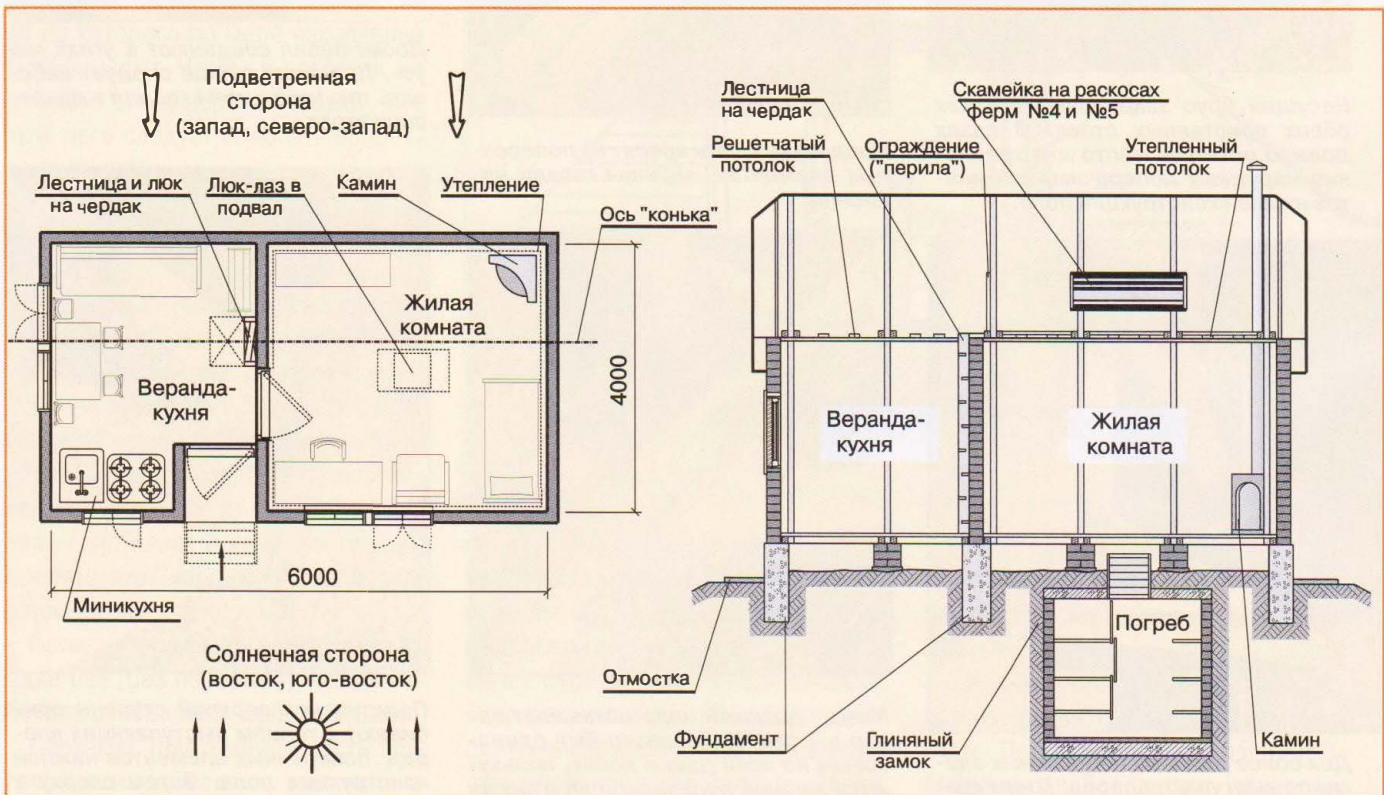 Подветренная
сторона
(запад, северо-запад)
Лестница и люк
на чердак
Люк-лаз в
подвал
Камин
Утепление
Ось "конька"
Жилая
комната
Веранда-
кухня
4000
6000
Миникухня
Солнечная сторона
(восток, юго-восток)
Лестница
на чердак
Скамейка на раскосах
ферм №4 и №5
Решетчатый
потолок
Ограждение
("перила")
Утепленный
потолок
Веранда-
кухня
Жилая
комната
Погреб
Отмостка
Фундамент
Глиняный
замок
Камин